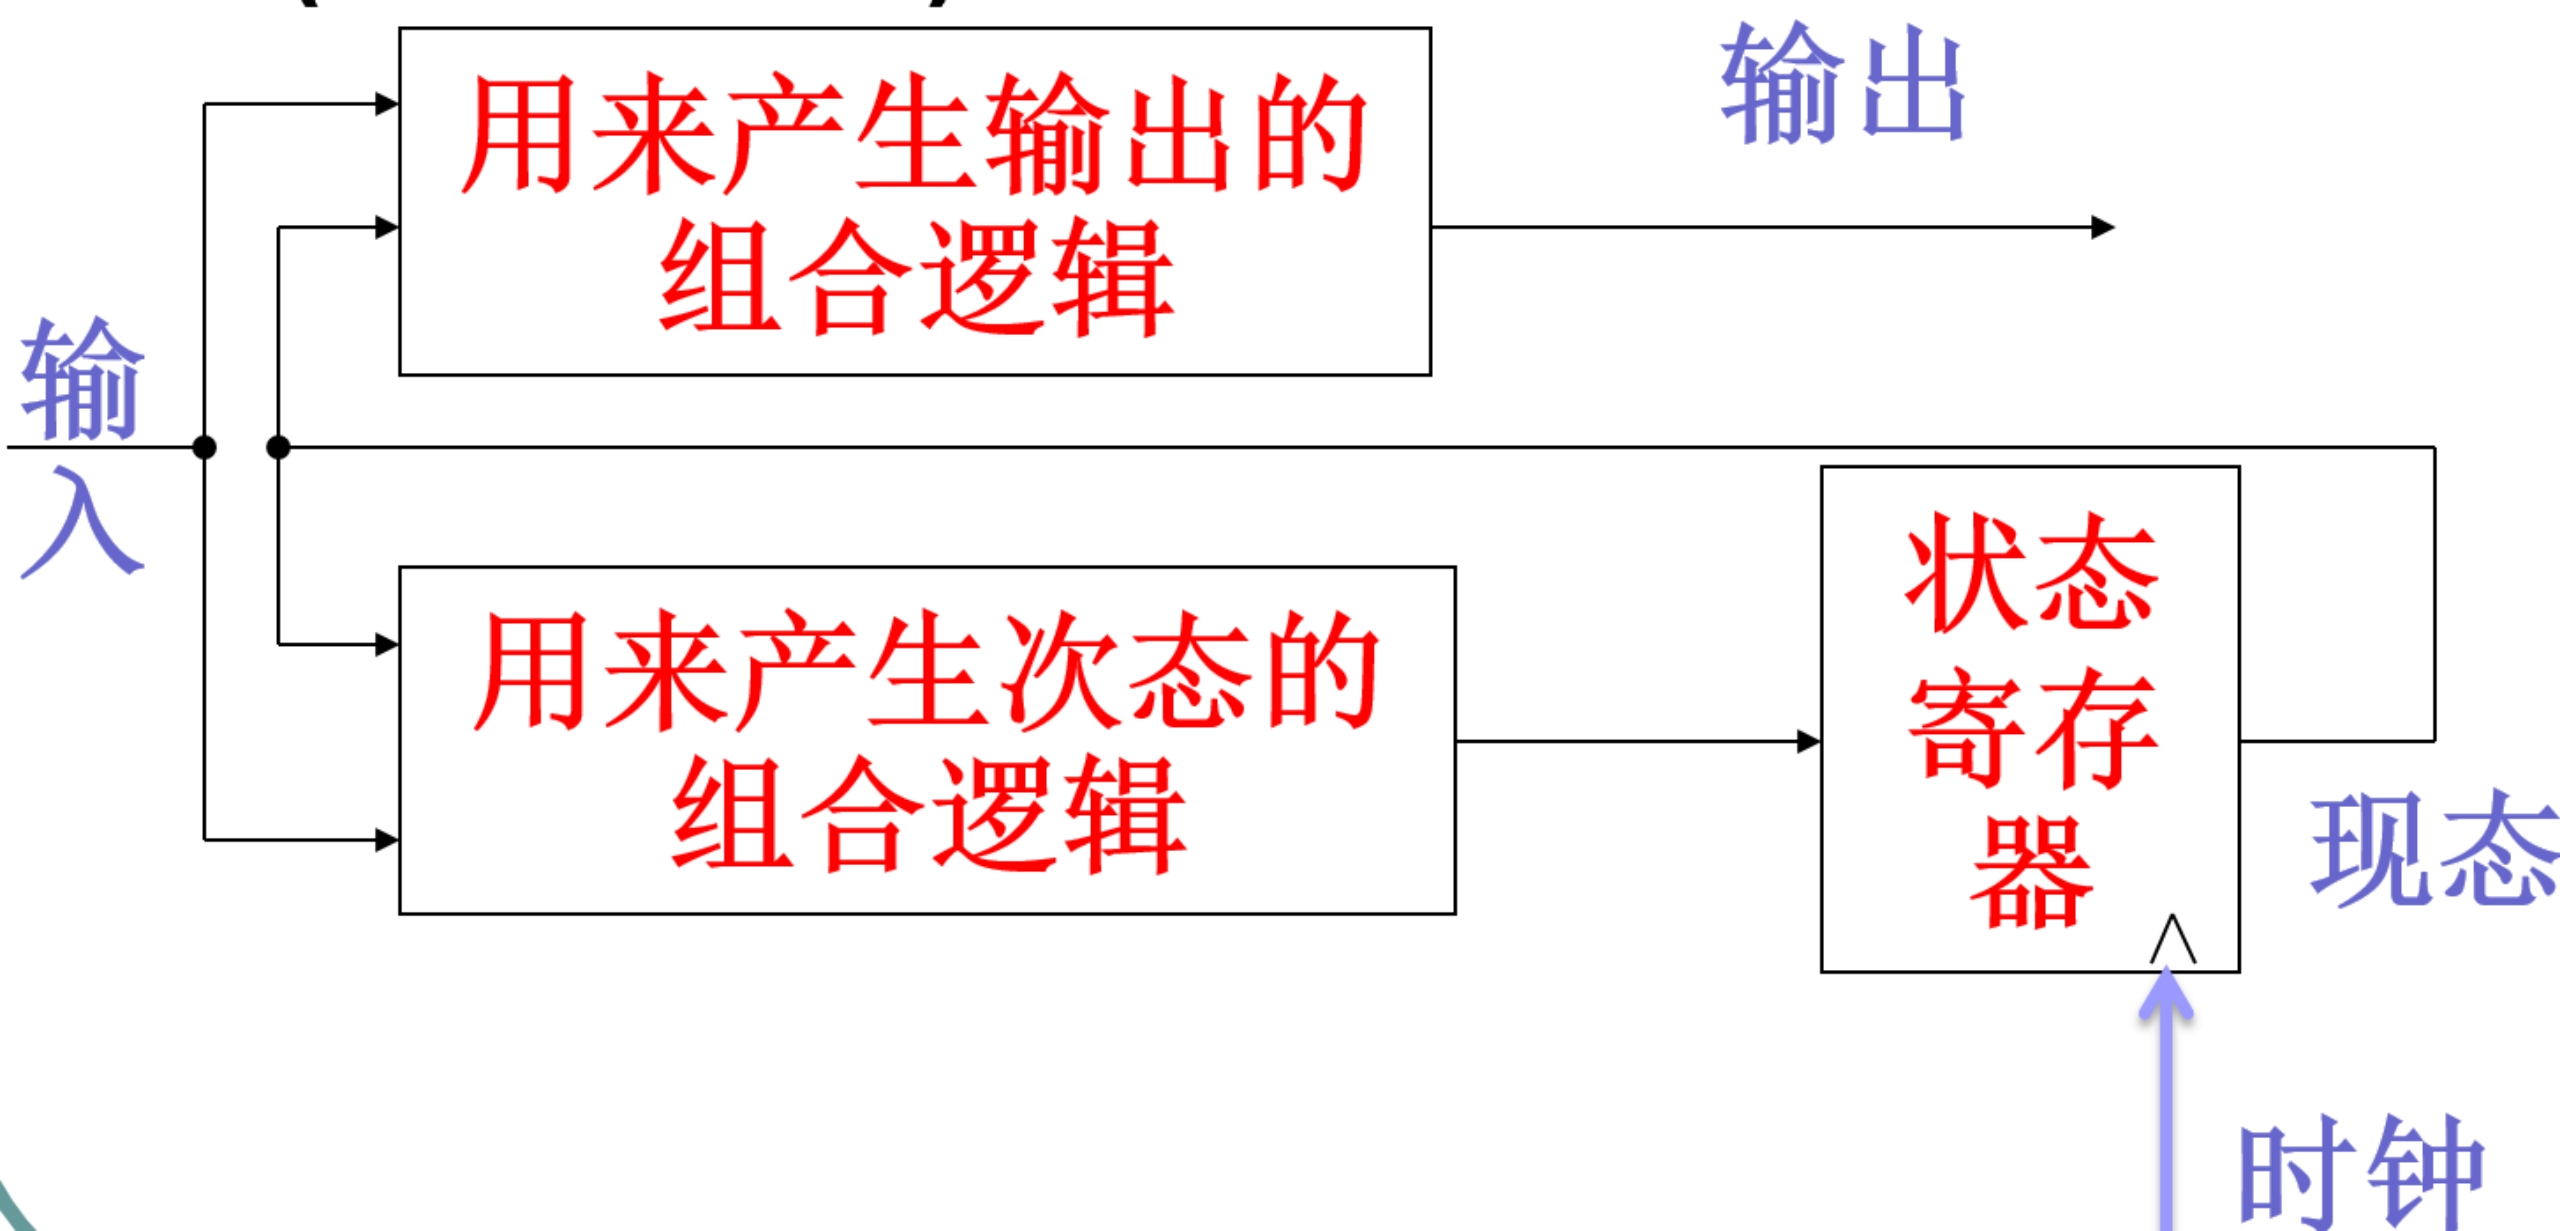 用来产生输出的
组合逻辑
输出
输
入
用来产生次态的
组合逻辑
状态
寄存
器
现态
时钟